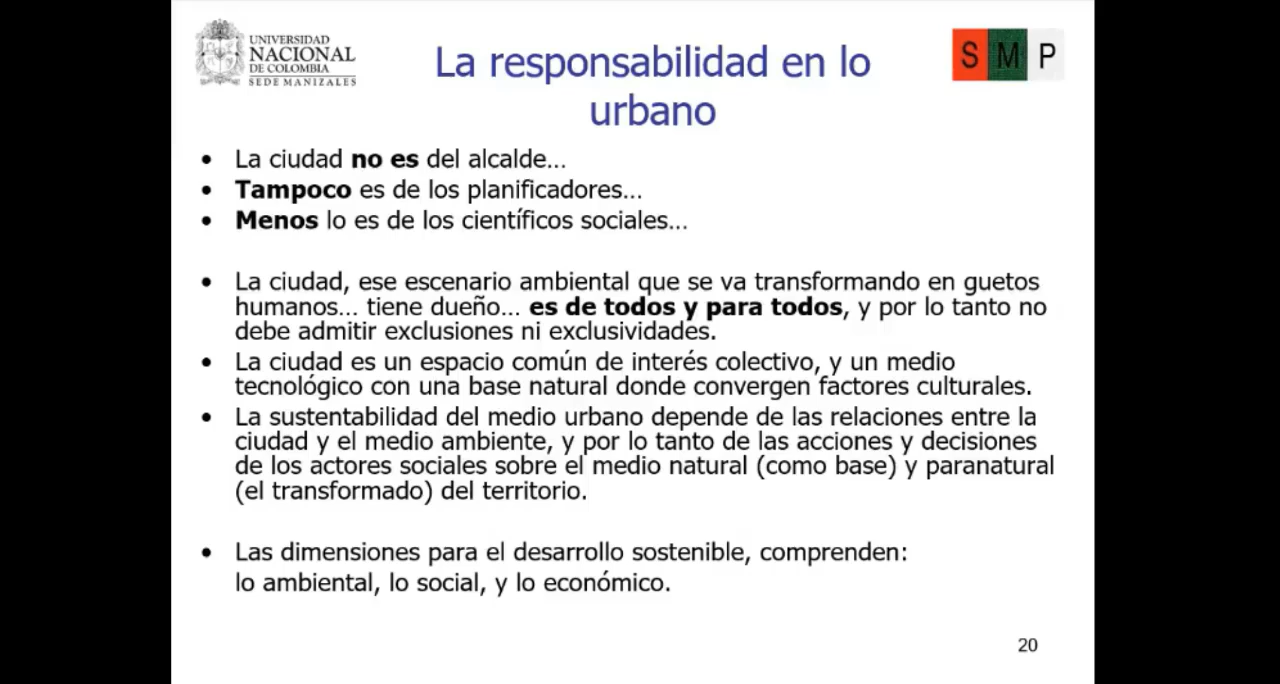 UNIVERSIDAD
NACIONAL
DE COLOMBIA
SEDE MANIZALES
S M P
La responsabilidad en lo
urbano
• La ciudad no es del alcalde...
• Tampoco es de los planificadores...
• Menos lo es de los científicos sociales...
• La ciudad, ese escenario ambiental que se va transformando en guetos
humanos... tiene dueño... es de todos y para todos, y por lo tanto no
debe admitir exclusiones ni exclusividades.
• La ciudad es un espacio común de interés colectivo, y un medio
tecnológico con una base natural donde convergen factores culturales.
• La sustentabilidad del medio urbano depende de las relaciones entre la
ciudad y el medio ambiente, y por lo tanto de las acciones y decisiones
de los actores sociales sobre el medio natural (como base) y paranatural
(el transformado) del territorio.
• Las dimensiones para el desarrollo sostenible, comprenden:
lo ambiental, lo social, y lo económico.
20